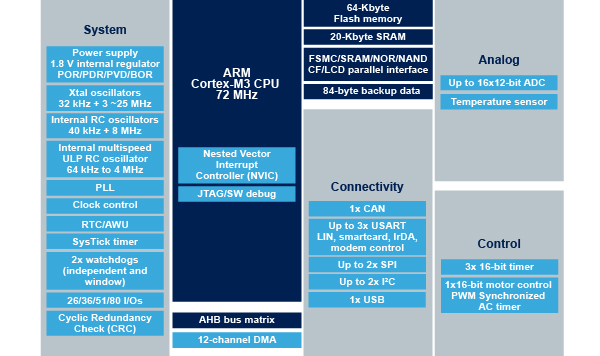 System
Power supply
1.8 V internal regulator
POR/PDR/PVD/BOR
Xtal oscillators
32 kHz + 3 ~25 MHz
Internal RC oscillators
40 kHz + 8 MHz
Internal multispeed
ULP RC oscillator
64 kHz to 4 MHz
PLL
Clock control
RTC/AWU
SysTick timer
2x watchdogs
(independent and
window)
26/36/51/80 I/Os
Cyclic Redundancy
Check (CRC)
ARM
Cortex-M3 CPU
72 MHz
Nested Vector
Interrupt
Controller (NVIC)
JTAG/SW debug
AHB bus matrix
12-channel DMA
64-Kbyte
Flash memory
20-Kbyte SRAM
FSMC/SRAM/NOR/NAND
CF/LCD parallel interface
84-byte backup data
Connectivity
1x CAN
Up to 3x USART
LIN, smartcard, IrDA,
modem control
Up to 2x SPI
Up to 2x I²C
1x USB
Analog
Up to 16x12-bit ADC
Temperature sensor
Control
3x 16-bit timer
1x16-bit motor control
PWM Synchronized
AC timer